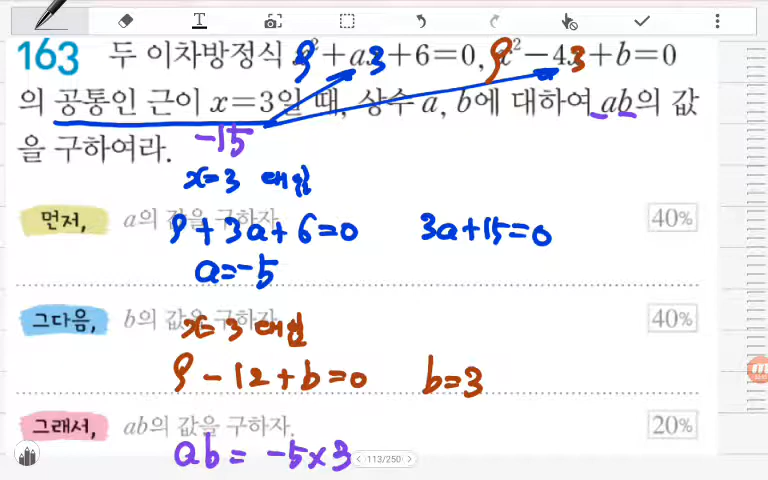 163 두 이차방정식 x²+ax+6=0, x²-4x+b=0
의 공통인 근이 x=3일 때, 상수 a, b에 대하여 ab의 값
을 구하여라.
-15
x=3 대입
먼저, a의 값을 구하자. 40%
9+3a+6=0 3a+15=0
a=-5
그다음, b의 값을 구하자. 40%
x=3 대입
9-12+b=0 b=3
그래서, ab의 값을 구하자. 20%
ab=-5×3
113/250